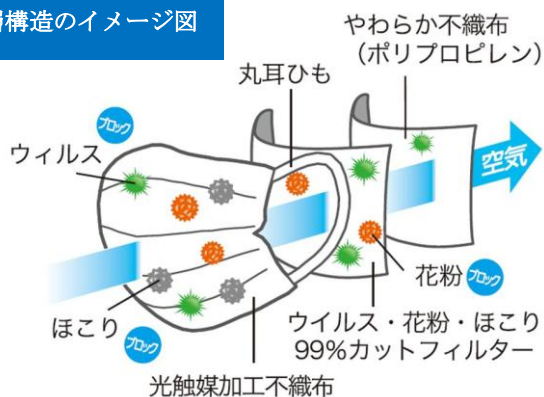 構造のイメージ図
やわらか不織布
（ポリプロピレン）
丸耳ひも
ブロック
ウィルス
空気
花粉
ブロック
ほこり
ブロック
ウイルス・花粉・ほこり
99%カットフィルター
光触媒加工不織布